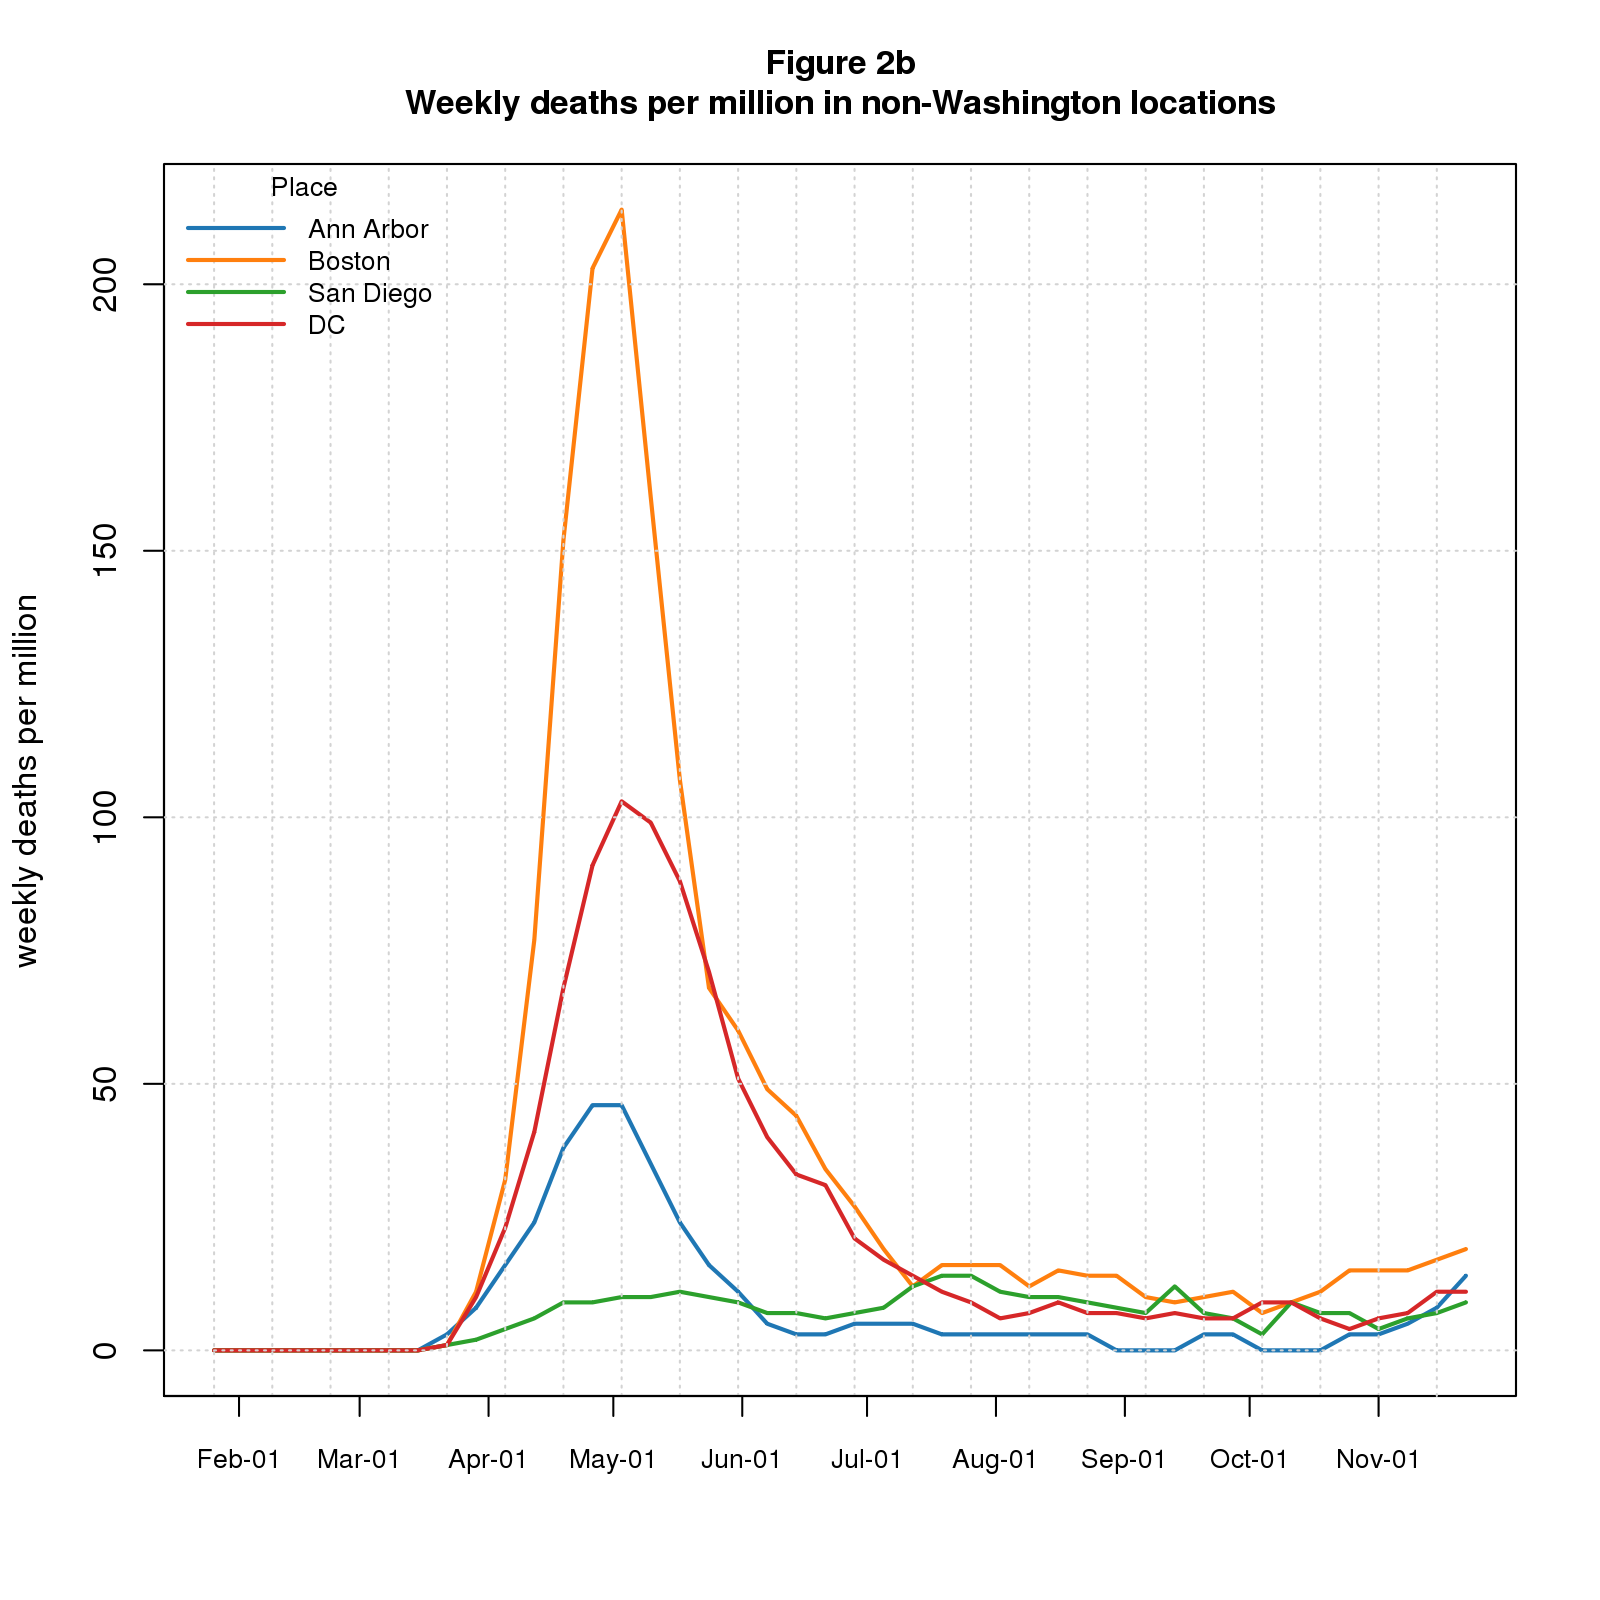 Figure 2b
Weekly deaths per million in non-Washington locations
Place
Ann Arbor
Boston
San Diego
DC
weekly deaths per million
200
150
100
50
0
Feb-01 Mar-01 Apr-01 May-01 Jun-01 Jul-01 Aug-01 Sep-01 Oct-01 Nov-01